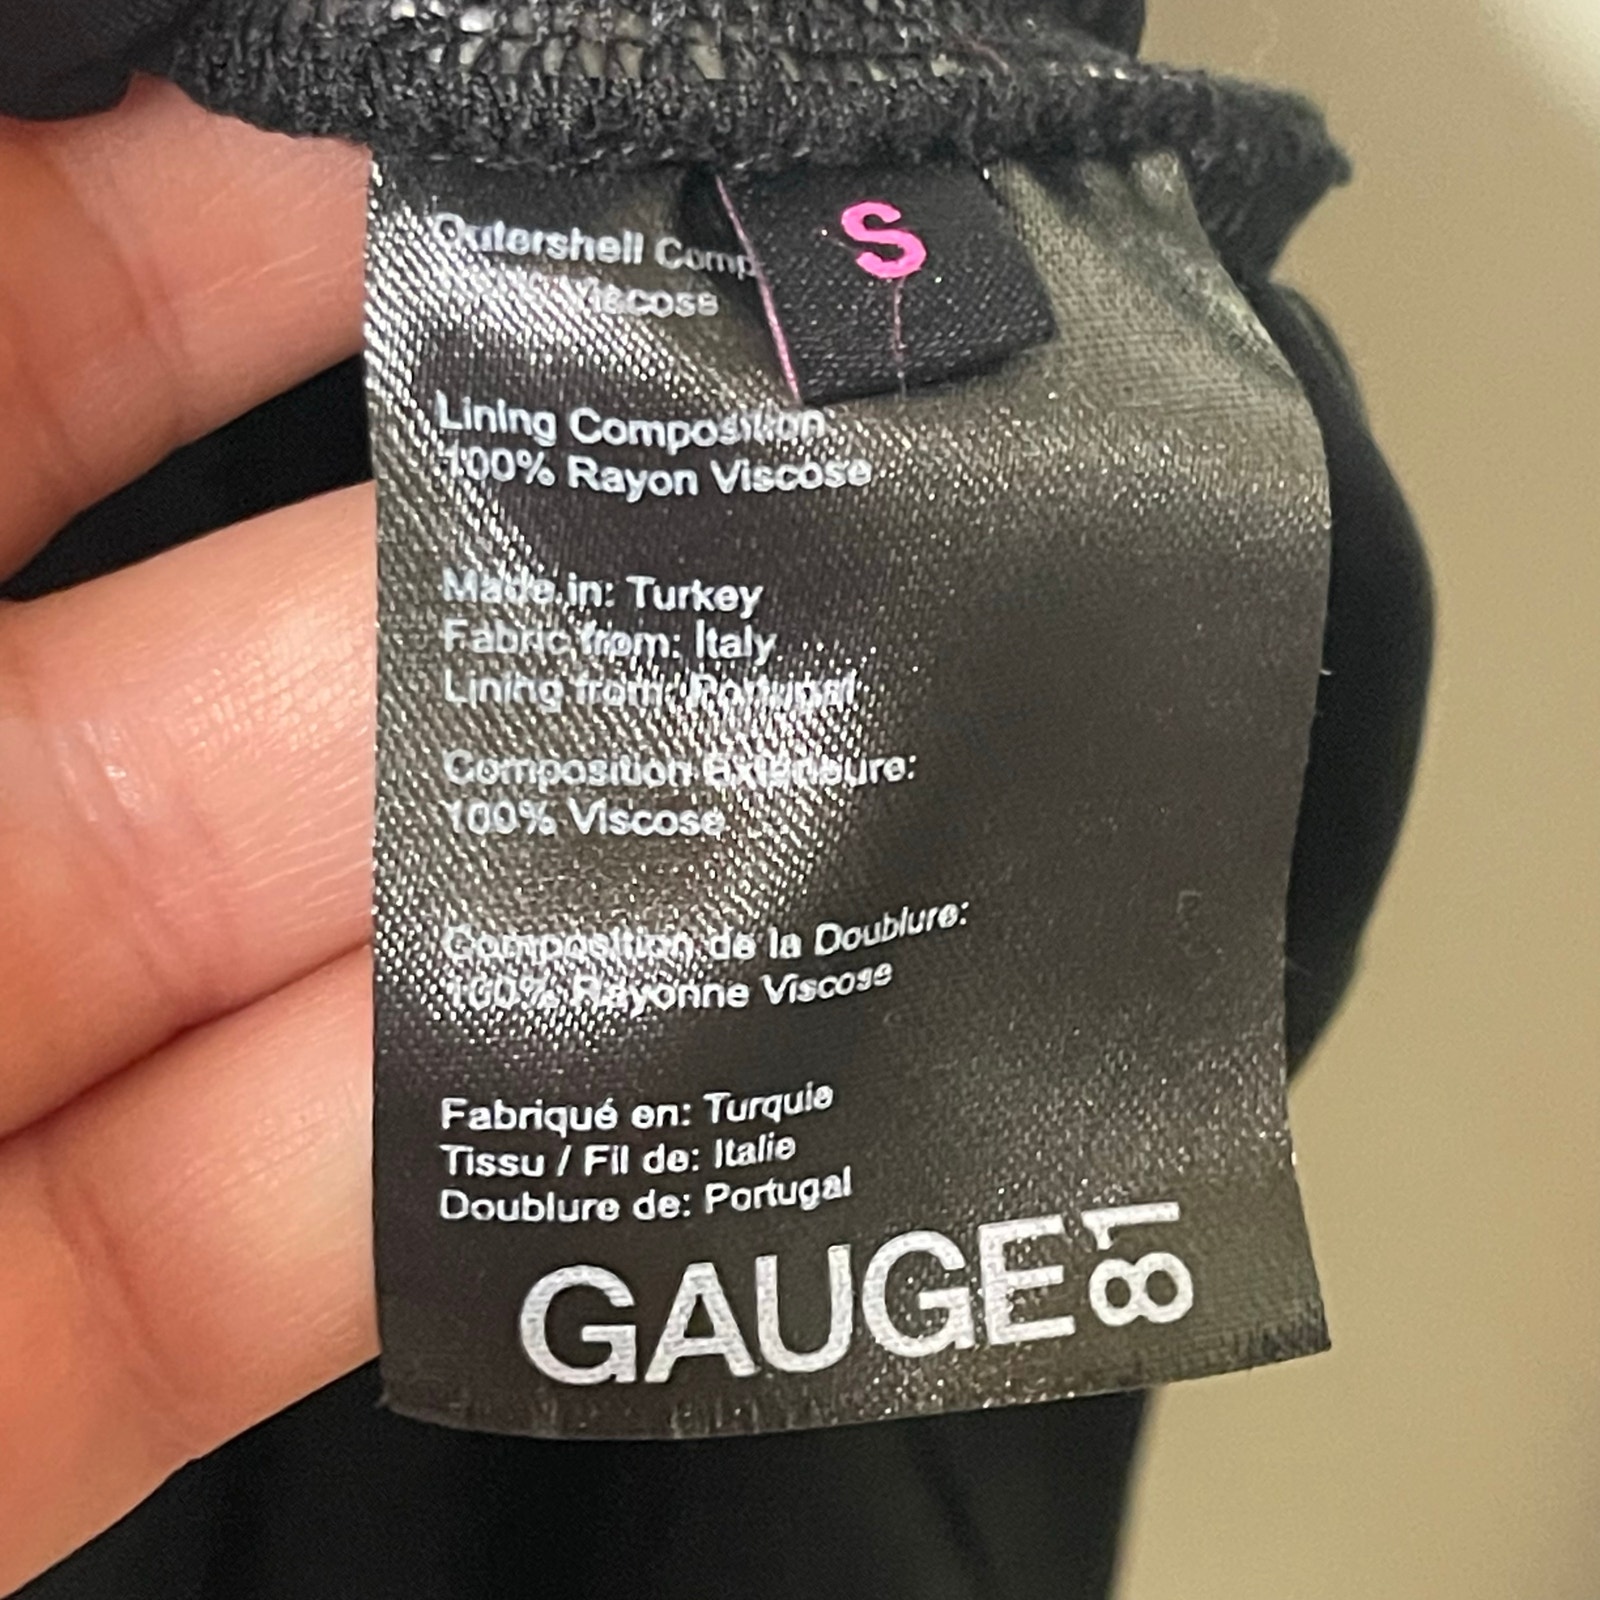 S
Outershell Comp
Viscose
Lining Composition
100% Rayon Viscose
Made in: Turkey
Fabric from: Italy
Lining from: Portugal
Composition Extérieure:
100% Viscose
Composition de la Doublure:
100% Rayonne Viscose
Fabriqué en: Turquie
Tissu / Fil de: Italie
Doublure de: Portugal
GAUGE81